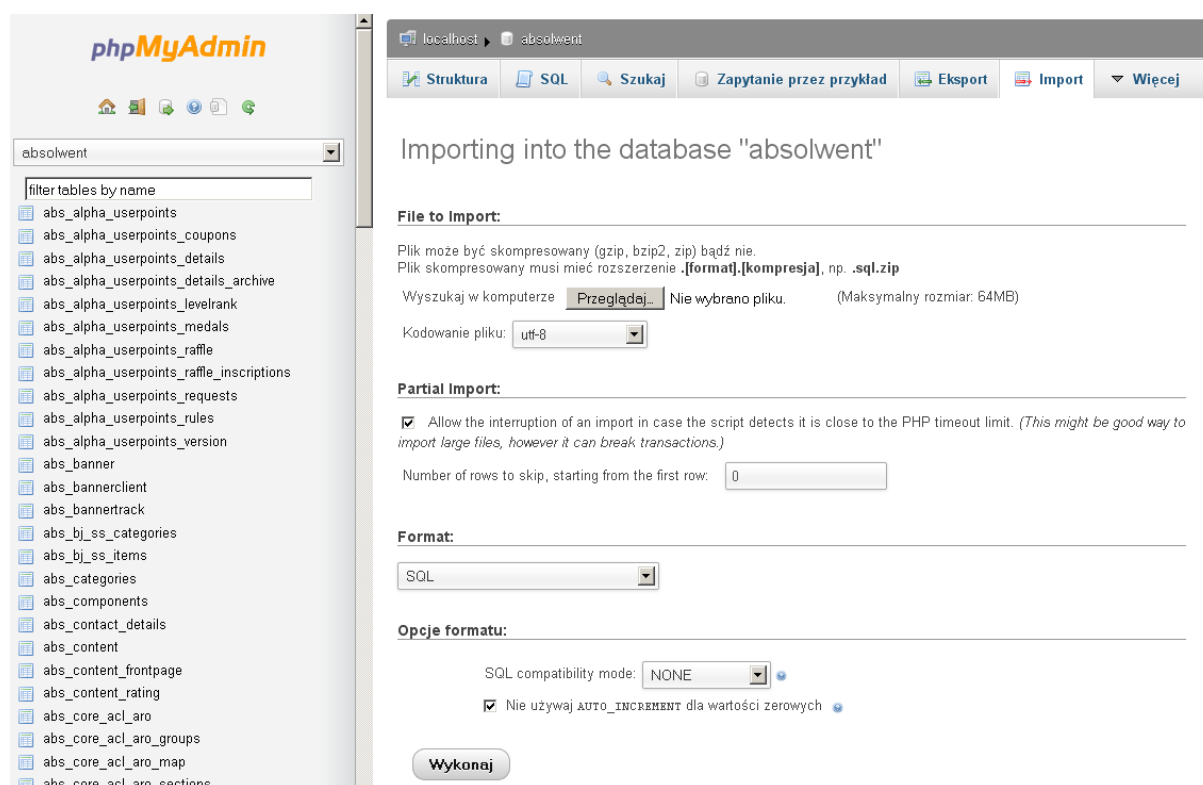 phpMyAdmin
absolwent
filter tables by name
abs_alpha_userpoints
abs_alpha_userpoints_coupons
abs_alpha_userpoints_details
abs_alpha_userpoints_details_archive
abs_alpha_userpoints_levelrank
abs_alpha_userpoints_medals
abs_alpha_userpoints_raffle
abs_alpha_userpoints_raffle_inscriptions
abs_alpha_userpoints_requests
abs_alpha_userpoints_rules
abs_alpha_userpoints_version
abs_banner
abs_bannerclient
abs_bannertrack
abs_bj_ss_categories
abs_bj_ss_items
abs_categories
abs_components
abs_contact_details
abs_content
abs_content_frontpage
abs_content_rating
abs_core_acl_aro
abs_core_acl_aro_groups
abs_core_acl_aro_map
abs_core_acl_aro_sections
localhost absolwent
Struktura SQL Szukaj Zapytanie przez przykład Eksport Import Więcej
Importing into the database "absolwent"
File to Import:
Plik może być skompresowany (gzip, bzip2, zip) bądź nie.
Plik skompresowany musi mieć rozszerzenie .[format].[kompresja], np. .sql.zip
Wyszukaj w komputerze Przeglądaj... Nie wybrano pliku. (Maksymalny rozmiar: 64MB)
Kodowanie pliku: utf-8
Partial Import:
Allow the interruption of an import in case the script detects it is close to the PHP timeout limit. (This might be good way to
import large files, however it can break transactions.)
Number of rows to skip, starting from the first row: 0
Format:
SQL
Opcje formatu:
SQL compatibility mode: NONE
Nie używaj AUTO_INCREMENT dla wartości zerowych
Wykonaj